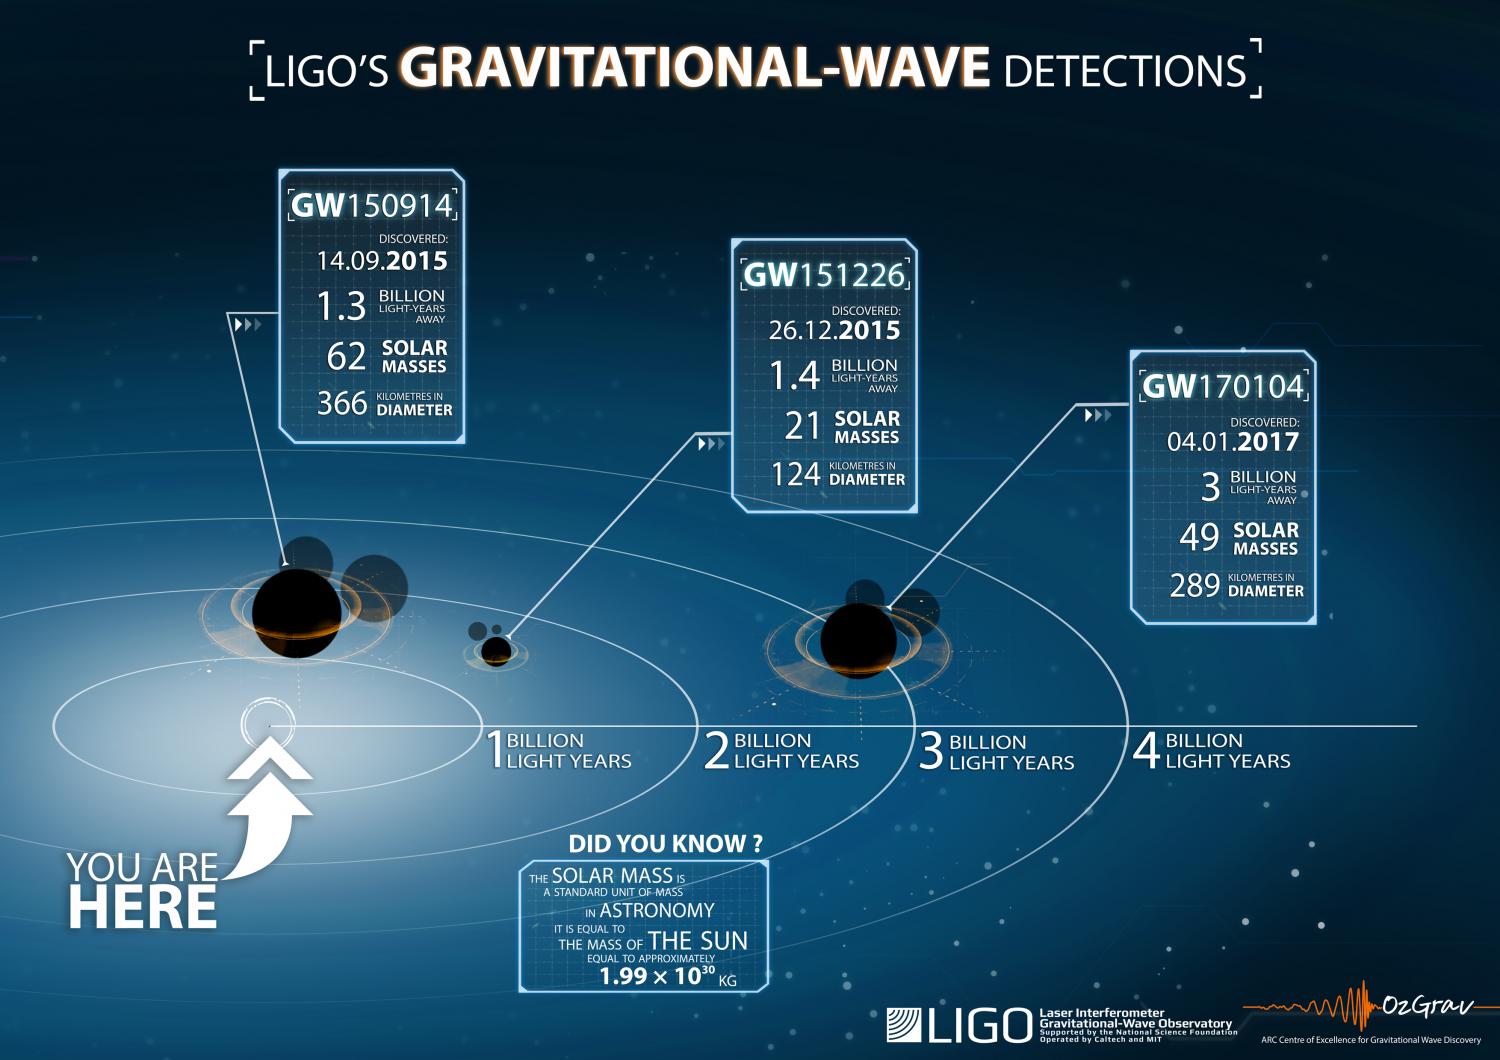 LIGO'S GRAVITATIONAL-WAVE DETECTIONS
GW150914
DISCOVERED:
14.09.2015
1.3 BILLION
LIGHT-YEARS
AWAY
62 SOLAR
MASSES
366 KILOMETRES IN
DIAMETER
GW151226
DISCOVERED:
26.12.2015
1.4 BILLION
LIGHT-YEARS
AWAY
21 SOLAR
MASSES
124 KILOMETRES IN
DIAMETER
GW170104
DISCOVERED:
04.01.2017
3 BILLION
LIGHT-YEARS
AWAY
49 SOLAR
MASSES
289 KILOMETRES IN
DIAMETER
1 BILLION
LIGHT YEARS
2 BILLION
LIGHT YEARS
3 BILLION
LIGHT YEARS
4 BILLION
LIGHT YEARS
YOU ARE
HERE
DID YOU KNOW ?
THE SOLAR MASS IS
A STANDARD UNIT OF MASS
IN ASTRONOMY
IT IS EQUAL TO
THE MASS OF THE SUN
EQUAL TO APPROXIMATELY
1.99 × 10³⁰ KG
LIGO
Laser Interferometer
Gravitational-Wave Observatory
Supported by the National Science Foundation
Operated by Caltech and MIT
OzGrav
ARC Centre of Excellence for Gravitational Wave Discovery